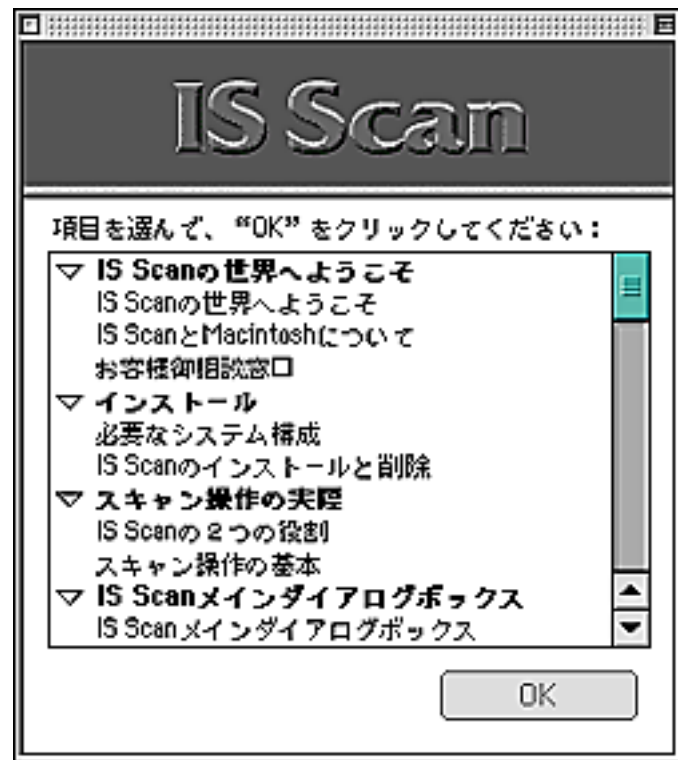 IS Scan
項目を選んで、“OK”をクリックしてください：
▽ IS Scanの世界へようこそ
IS Scanの世界へようこそ
IS ScanとMacintoshについて
お客様御相談窓口
▽ インストール
必要なシステム構成
IS Scanのインストールと削除
▽ スキャン操作の実際
IS Scanの２つの役割
スキャン操作の基本
▽ IS Scanメインダイアログボックス
IS Scanメインダイアログボックス
OK